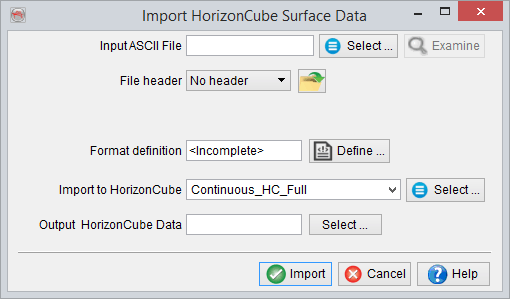 Import HorizonCube Surface Data
Input ASCII File Select ... Examine
File header No header
Format definition <Incomplete> Define ...
Import to HorizonCube Continuous_HC_Full Select ...
Output HorizonCube Data Select ...
Import Cancel Help